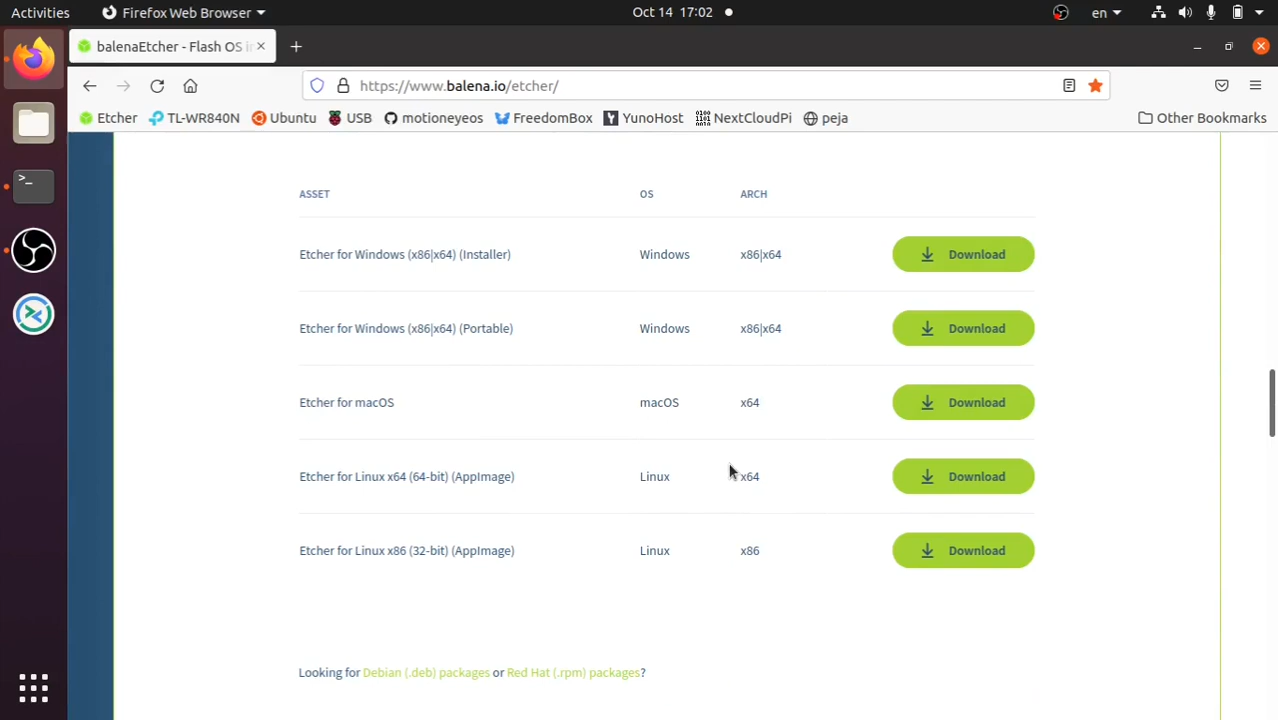 Activities
Firefox Web Browser
Oct 14 17:02
en
balenaEtcher - Flash OS i
https://www.balena.io/etcher/
Etcher
TL-WR840N
Ubuntu
USB
motioneyeos
FreedomBox
YunoHost
NextCloudPi
peja
Other Bookmarks
ASSET OS ARCH
Etcher for Windows (x86|x64) (Installer) Windows x86|x64 Download
Etcher for Windows (x86|x64) (Portable) Windows x86|x64 Download
Etcher for macOS macOS x64 Download
Etcher for Linux x64 (64-bit) (AppImage) Linux x64 Download
Etcher for Linux x86 (32-bit) (AppImage) Linux x86 Download
Looking for Debian (.deb) packages or Red Hat (.rpm) packages?